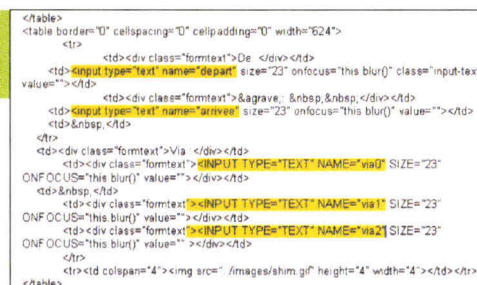 </table>
<table border="0" cellspacing="0" cellpadding="0" width="624">
<tr>
<td><div class="formtext">De </div></td>
<td><input type="text" name="depart" size="23" onfocus="this.blur()" class="input-text
value=""></td>
<td><div class="formtext">&agrave;: &nbsp;&nbsp;</div></td>
<td><input type="text" name="arrivee" size="23" onfocus="this.blur()" value=""></td>
<td>&nbsp;</td>
</tr>
<td><div class="formtext">Via : </div></td>
<td><div class="formtext"><INPUT TYPE="TEXT" NAME="via0" SIZE="23"
ONFOCUS="this.blur()" value=""></div></td>
<td>&nbsp;</td>
<td><div class="formtext"><INPUT TYPE="TEXT" NAME="via1" SIZE="23"
ONFOCUS="this.blur()" value=""></div></td>
<td><div class="formtext"><INPUT TYPE="TEXT" NAME="via2" SIZE="23"
ONFOCUS="this.blur()" value="" ></div></td>
</tr>
<tr><td colspan="4"><img src="./images/shim.gif" height="4" width="4"></td></tr>
</table>